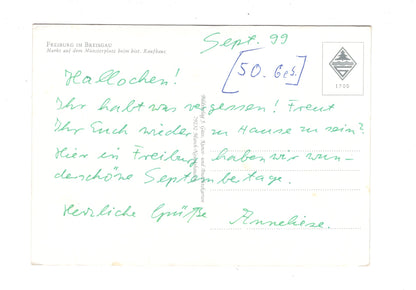 FREIBURG IM BREISGAU
Markt auf dem Münsterplatz beim hist. Kaufhaus
Sept. 99
[50. Geb.]
1500
Hallochen!
Ihr habt was vergessen! Freut
Ihr Euch wieder, zu Hause zu sein?
Hier in Freiburg haben wir wun-
derschöne Septembertage.
Herzliche Grüße Anneliese.